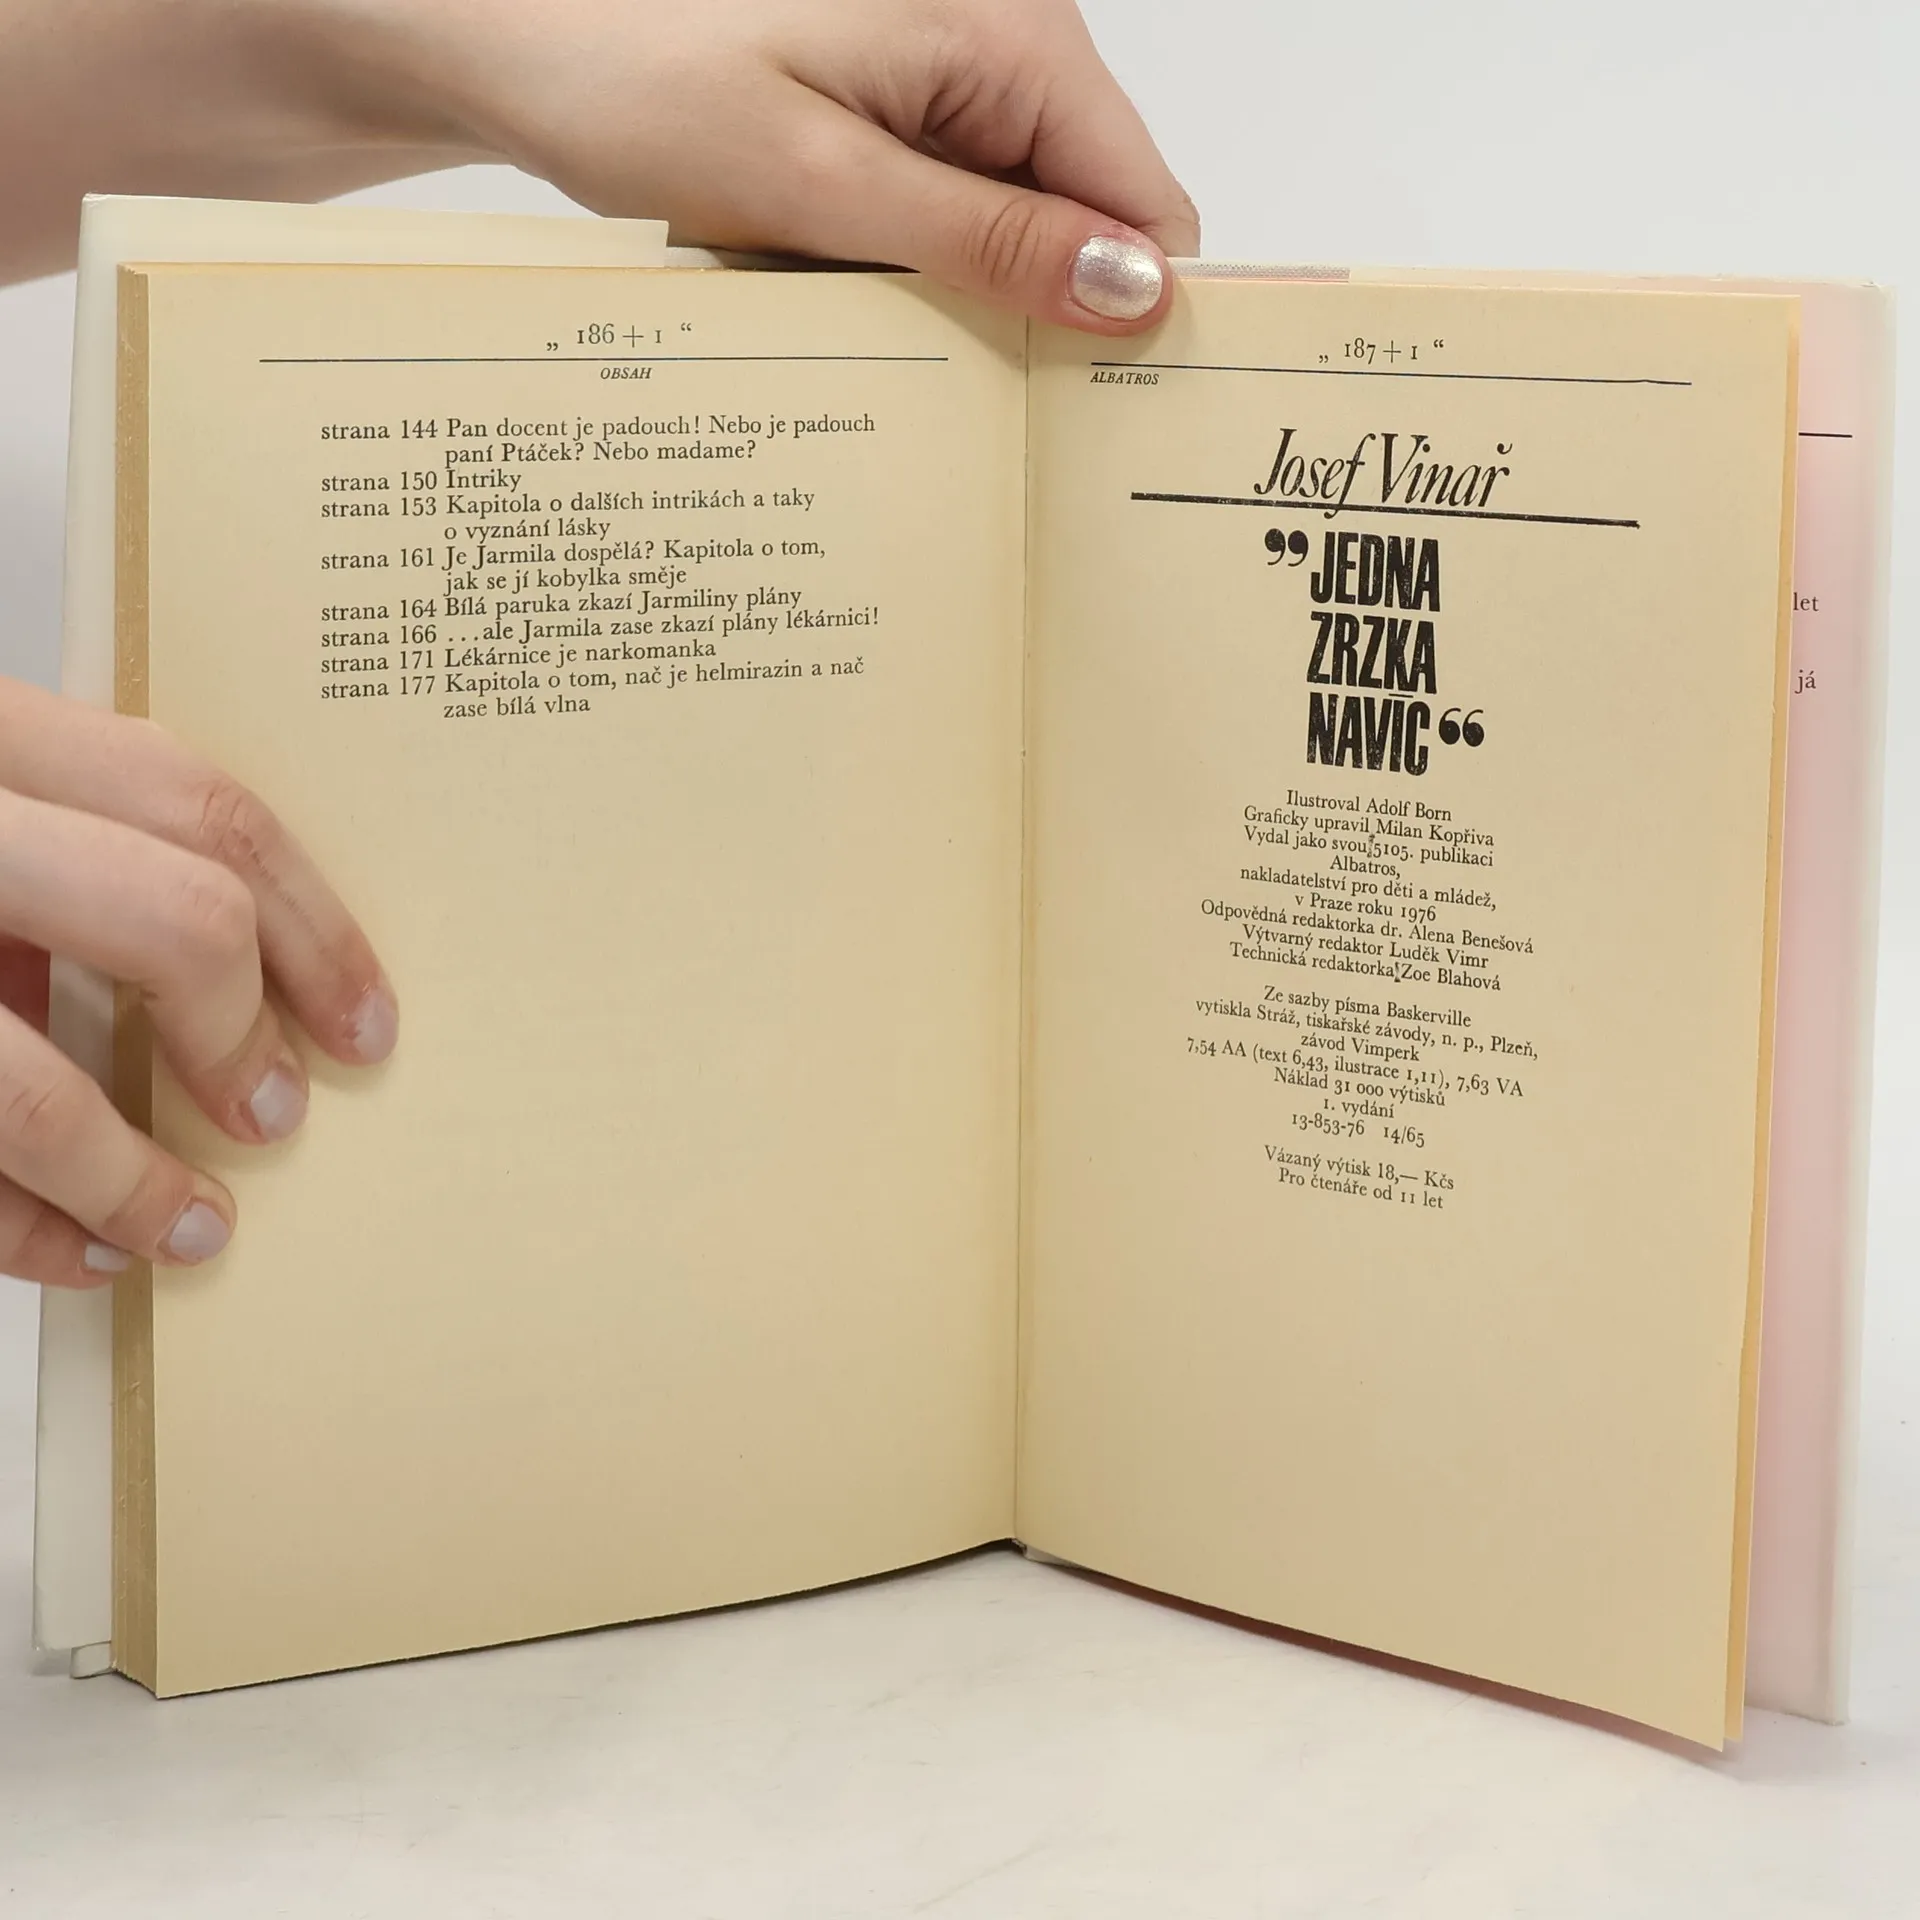 „ 186 + 1 “
OBSAH
strana 144 Pan docent je padouch! Nebo je padouch
paní Ptáček? Nebo madame?
strana 150 Intriky
strana 153 Kapitola o dalších intrikách a taky
o vyznání lásky
strana 161 Je Jarmila dospělá? Kapitola o tom,
jak se jí kobylka směje
strana 164 Bílá paruka zkazí Jarmiliny plány
strana 166 ...ale Jarmila zase zkazí plány lékárnici!
strana 171 Lékárnice je narkomanka
strana 177 Kapitola o tom, nač je helmirazin a nač
zase bílá vlna
„ 187 + 1 “
ALBATROS
Josef Vinař
”JEDNA
ZRZKA
NAVÍC“
Ilustroval Adolf Born
Graficky upravil Milan Kopřiva
Vydal jako svou 5105. publikaci
Albatros,
nakladatelství pro děti a mládež,
v Praze roku 1976
Odpovědná redaktorka dr. Alena Benešová
Výtvarný redaktor Luděk Vimr
Technická redaktorka Zoe Blahová
Ze sazby písma Baskerville
vytiskla Stráž, tiskařské závody, n. p., Plzeň,
závod Vimperk
7,54 AA (text 6,43, ilustrace 1,11), 7,63 VA
Náklad 31 000 výtisků
1. vydání
13-853-76 14/65
Vázaný výtisk 18,— Kčs
Pro čtenáře od 11 let
let
já